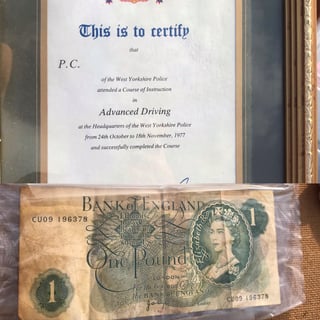 This is to certify
that
P.C.
of the West Yorkshire Police
attended a Course of Instruction
in
Advanced Driving
at the Headquarters of the West Yorkshire Police
from 24th October to 18th November, 1977
and successfully completed the Course
BANK OF ENGLAND
CU09 196378
1
One Pound
LONDON
1
CU09 196378